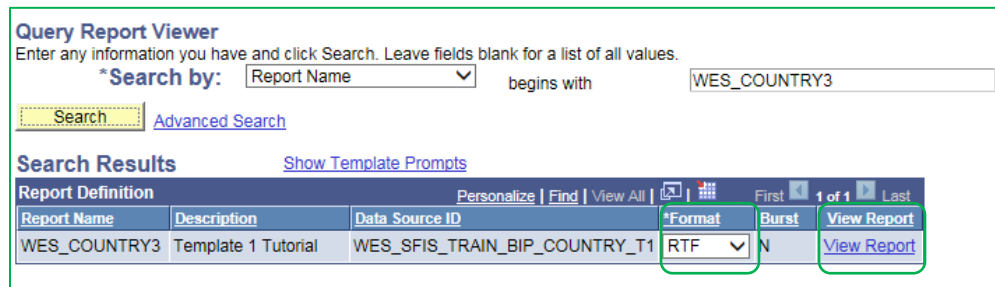 Query Report Viewer
Enter any information you have and click Search. Leave fields blank for a list of all values.
*Search by: Report Name begins with WES_COUNTRY3
Search Advanced Search
Search Results Show Template Prompts
Report Definition Personalize | Find | View All | | First 1 of 1 Last
Report Name Description Data Source ID *Format Burst View Report
WES_COUNTRY3 Template 1 Tutorial WES_SFIS_TRAIN_BIP_COUNTRY_T1 RTF N View Report